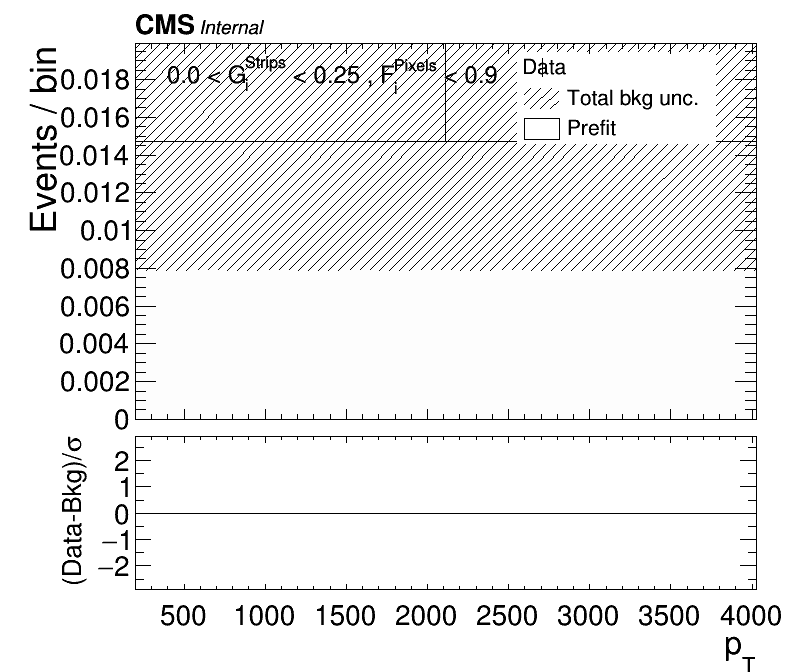 CMS Internal
Events / bin
0.018
0.016
0.014
0.012
0.01
0.008
0.006
0.004
0.002
0
0.0 < G_i^Strips < 0.25 , F_i^Pixels < 0.9
Data
Total bkg unc.
Prefit
(Data-Bkg)/σ
2
1
0
−1
−2
500 1000 1500 2000 2500 3000 3500 4000
p_T